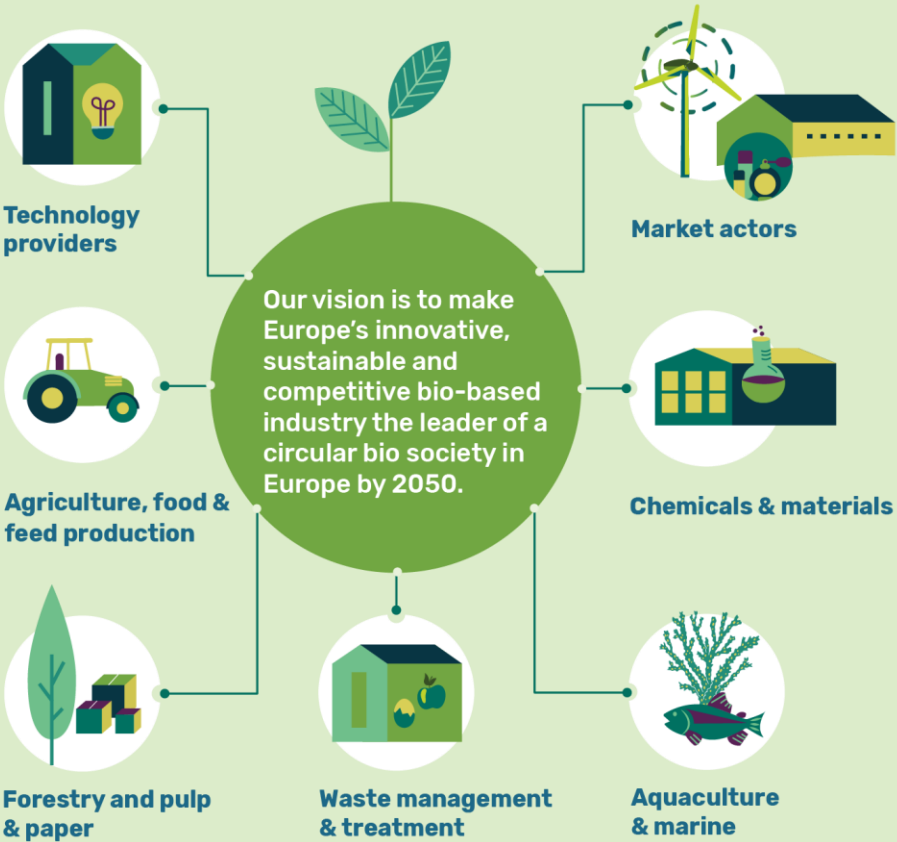 Technology
providers
Market actors
Our vision is to make
Europe’s innovative,
sustainable and
competitive bio-based
industry the leader of a
circular bio society in
Europe by 2050.
Agriculture, food &
feed production
Chemicals & materials
Forestry and pulp
& paper
Waste management
& treatment
Aquaculture
& marine